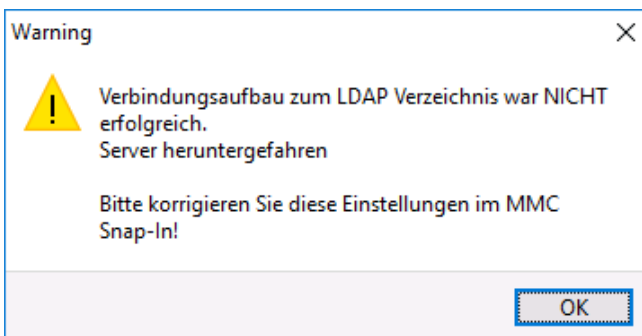 Warning
Verbindungsaufbau zum LDAP Verzeichnis war NICHT
erfolgreich.
Server heruntergefahren
Bitte korrigieren Sie diese Einstellungen im MMC
Snap-In!
OK